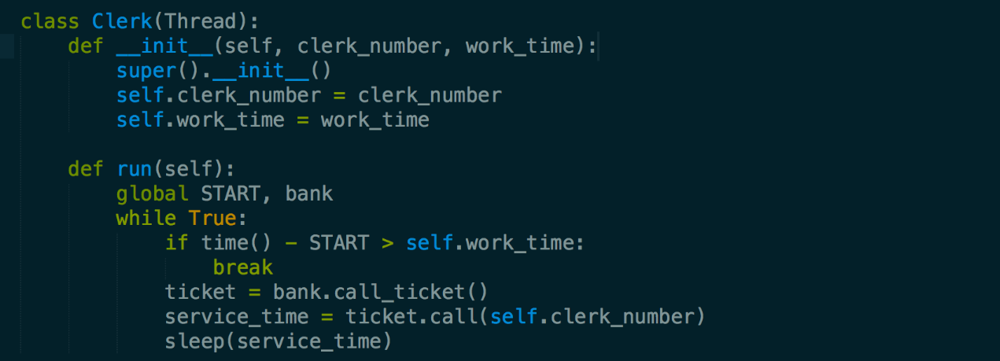 class Clerk(Thread):
    def __init__(self, clerk_number, work_time):
        super().__init__()
        self.clerk_number = clerk_number
        self.work_time = work_time

    def run(self):
        global START, bank
        while True:
            if time() - START > self.work_time:
                break
            ticket = bank.call_ticket()
            service_time = ticket.call(self.clerk_number)
            sleep(service_time)